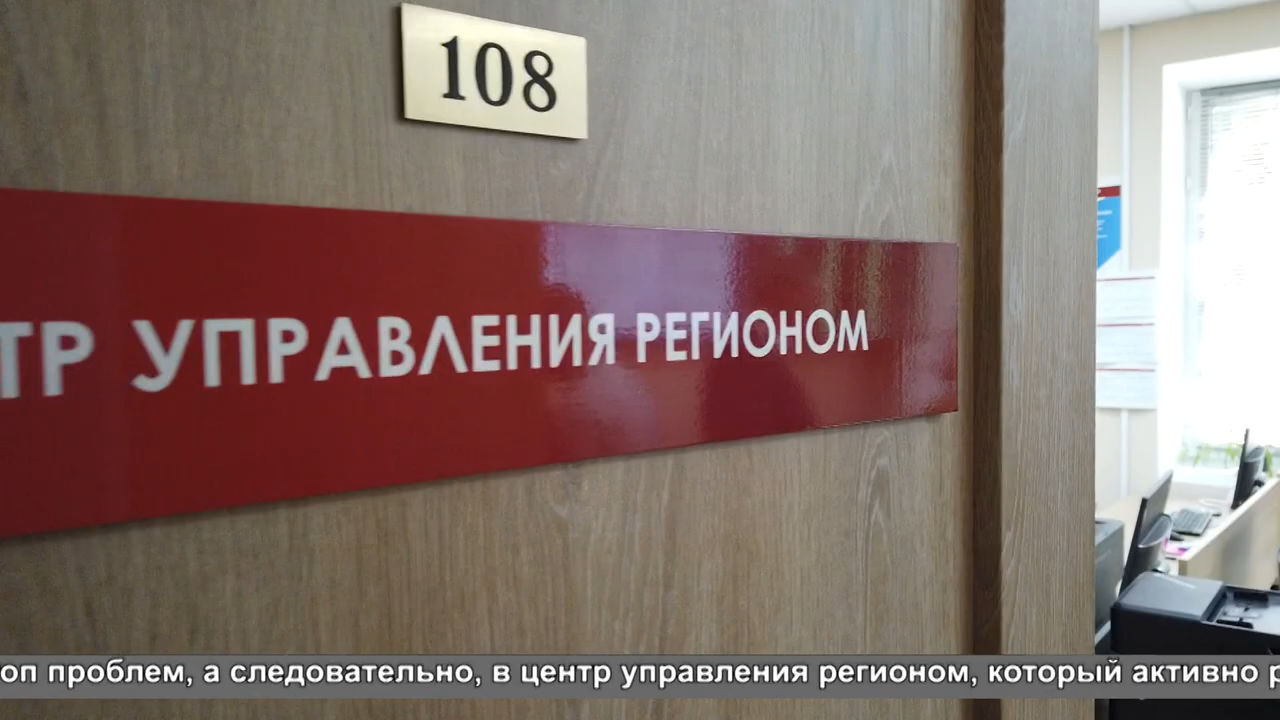 108
ТР УПРАВЛЕНИЯ РЕГИОНОМ
оп проблем, а следовательно, в центр управления регионом, который активно р